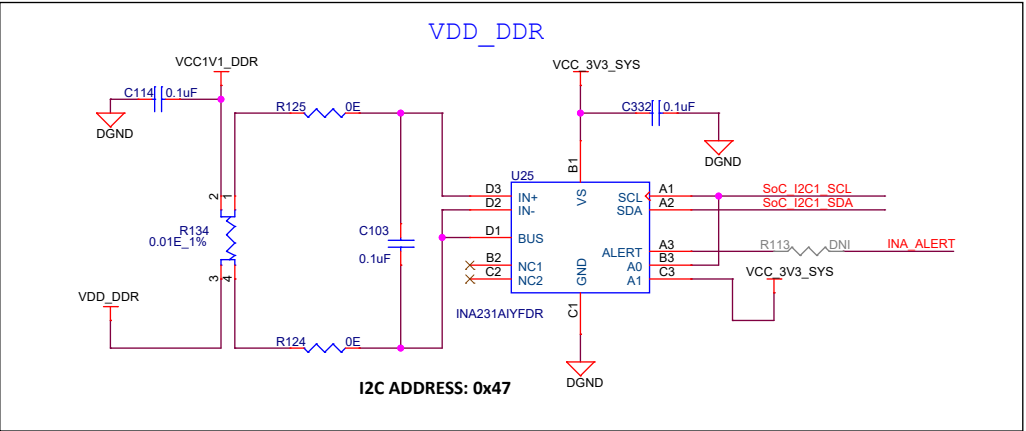 VDD_DDR
VCC1V1_DDR
VCC_3V3_SYS
C114 0.1uF
C332 0.1uF
R125 0E
DGND
DGND
B1
U25
VS
2 1
D3 IN+ SCL A1 SoC_I2C1_SCL
D2 IN- SDA A2 SoC_I2C1_SDA
R134
0.01E_1%
C103
0.1uF
D1 BUS
ALERT A3 R113 DNI INA_ALERT
B2 NC1 A0 B3
C2 NC2 A1 C3
GND
VCC_3V3_SYS
3 4
VDD_DDR
C1
INA231AIYFDR
R124 0E
DGND
I2C ADDRESS: 0x47